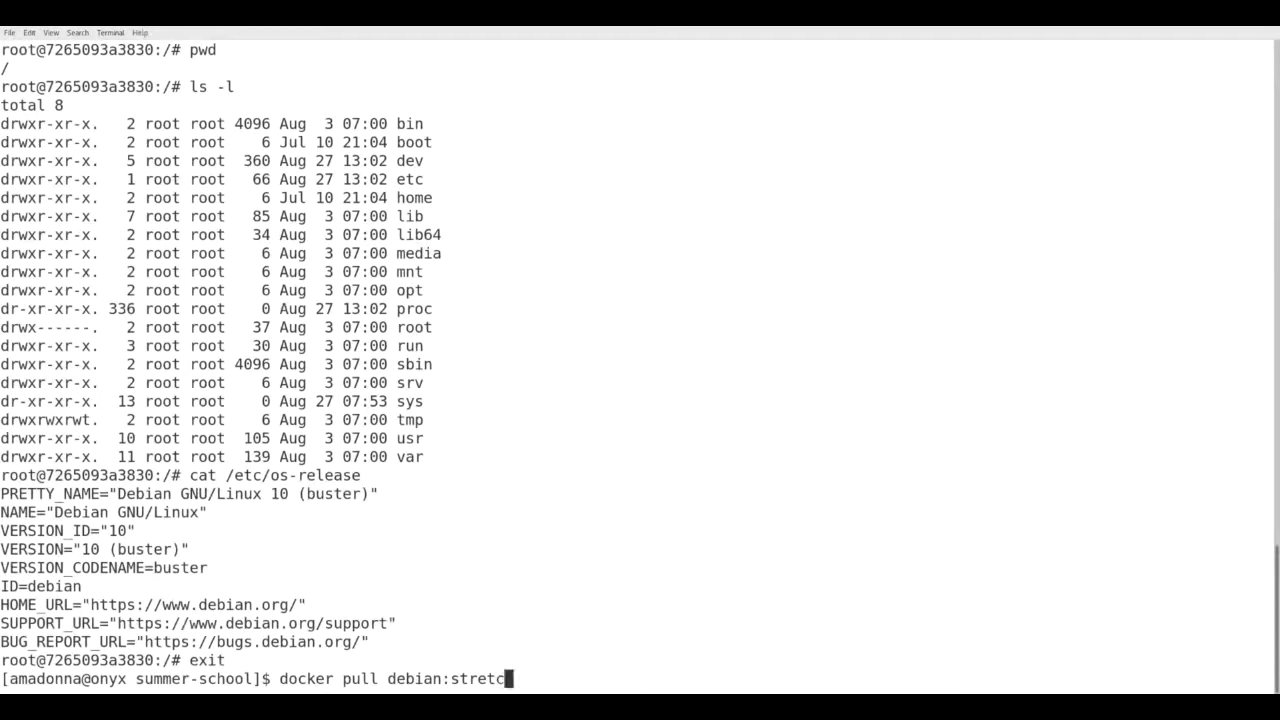 File Edit View Search Terminal Help
root@7265093a3830:/# pwd
/
root@7265093a3830:/# ls -l
total 8
drwxr-xr-x.   2 root root 4096 Aug  3 07:00 bin
drwxr-xr-x.   2 root root    6 Jul 10 21:04 boot
drwxr-xr-x.   5 root root  360 Aug 27 13:02 dev
drwxr-xr-x.   1 root root   66 Aug 27 13:02 etc
drwxr-xr-x.   2 root root    6 Jul 10 21:04 home
drwxr-xr-x.   7 root root   85 Aug  3 07:00 lib
drwxr-xr-x.   2 root root   34 Aug  3 07:00 lib64
drwxr-xr-x.   2 root root    6 Aug  3 07:00 media
drwxr-xr-x.   2 root root    6 Aug  3 07:00 mnt
drwxr-xr-x.   2 root root    6 Aug  3 07:00 opt
dr-xr-xr-x. 336 root root    0 Aug 27 13:02 proc
drwx------.   2 root root   37 Aug  3 07:00 root
drwxr-xr-x.   3 root root   30 Aug  3 07:00 run
drwxr-xr-x.   2 root root 4096 Aug  3 07:00 sbin
drwxr-xr-x.   2 root root    6 Aug  3 07:00 srv
dr-xr-xr-x.  13 root root    0 Aug 27 07:53 sys
drwxrwxrwt.   2 root root    6 Aug  3 07:00 tmp
drwxr-xr-x.  10 root root  105 Aug  3 07:00 usr
drwxr-xr-x.  11 root root  139 Aug  3 07:00 var
root@7265093a3830:/# cat /etc/os-release
PRETTY_NAME="Debian GNU/Linux 10 (buster)"
NAME="Debian GNU/Linux"
VERSION_ID="10"
VERSION="10 (buster)"
VERSION_CODENAME=buster
ID=debian
HOME_URL="https://www.debian.org/"
SUPPORT_URL="https://www.debian.org/support"
BUG_REPORT_URL="https://bugs.debian.org/"
root@7265093a3830:/# exit
[amadonna@onyx summer-school]$ docker pull debian:stretc